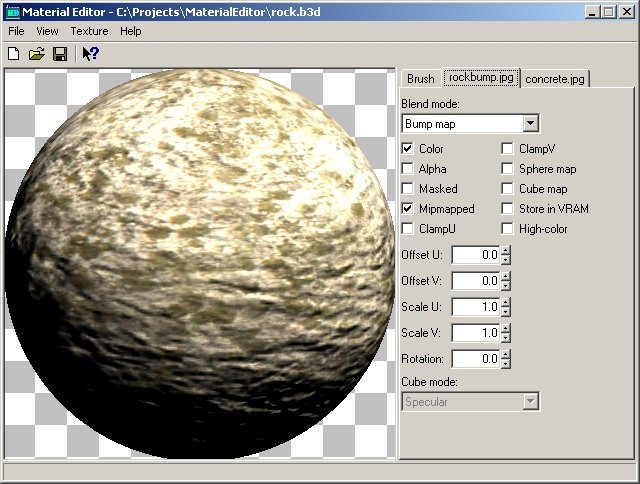 Material Editor - C:\Projects\MaterialEditor\rock.b3d
File View Texture Help
Brush rockbump.jpg concrete.jpg
Blend mode:
Bump map
Color ClampV
Alpha Sphere map
Masked Cube map
Mipmapped Store in VRAM
ClampU High-color
Offset U: 0.0
Offset V: 0.0
Scale U: 1.0
Scale V: 1.0
Rotation: 0.0
Cube mode:
Specular